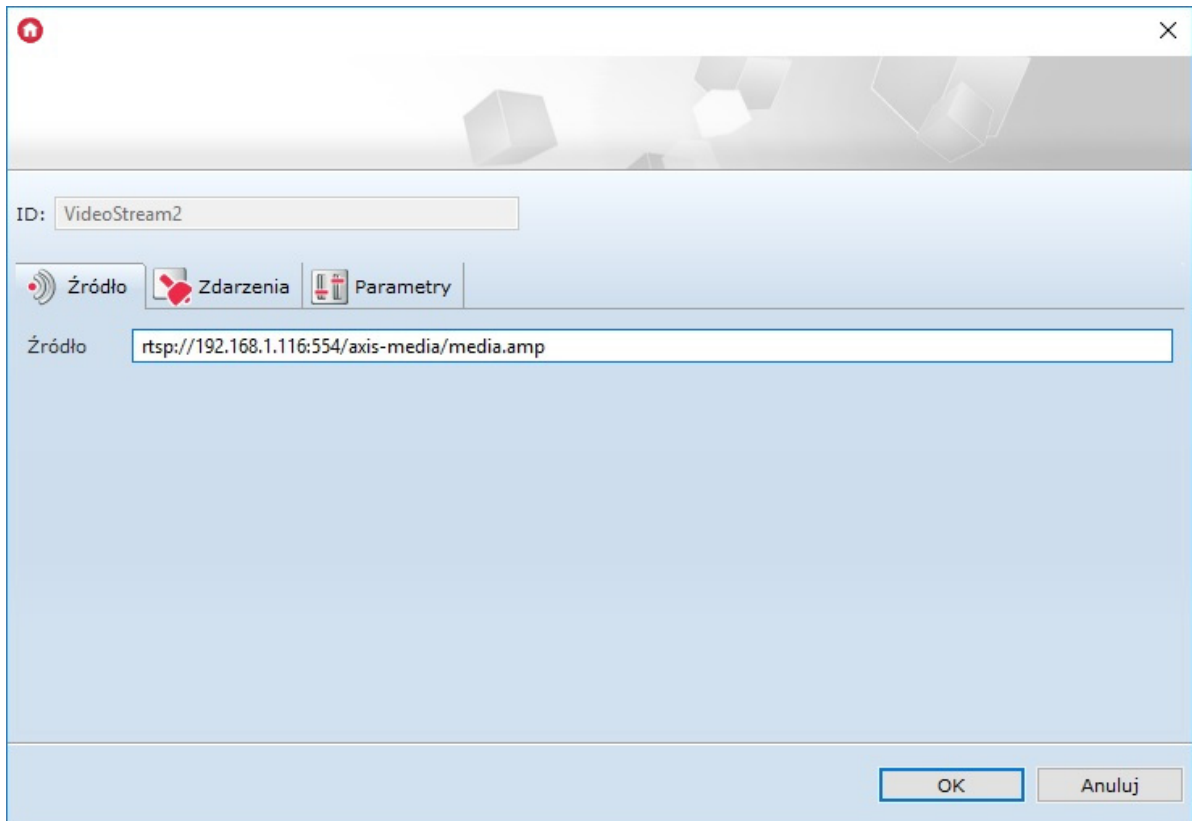 ID: VideoStream2
Źródło Zdarzenia Parametry
Źródło rtsp://192.168.1.116:554/axis-media/media.amp
OK Anuluj